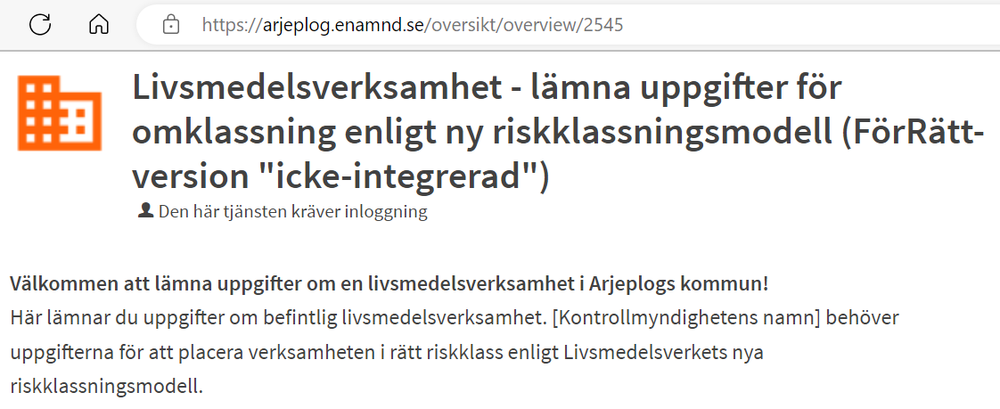 https://arjeplog.enamnd.se/oversikt/overview/2545
Livsmedelsverksamhet - lämna uppgifter för
omklassning enligt ny riskklassningsmodell (FörRätt-
version "icke-integrerad")
Den här tjänsten kräver inloggning
Välkommen att lämna uppgifter om en livsmedelsverksamhet i Arjeplogs kommun!
Här lämnar du uppgifter om befintlig livsmedelsverksamhet. [Kontrollmyndighetens namn] behöver
uppgifterna för att placera verksamheten i rätt riskklass enligt Livsmedelsverkets nya
riskklassningsmodell.